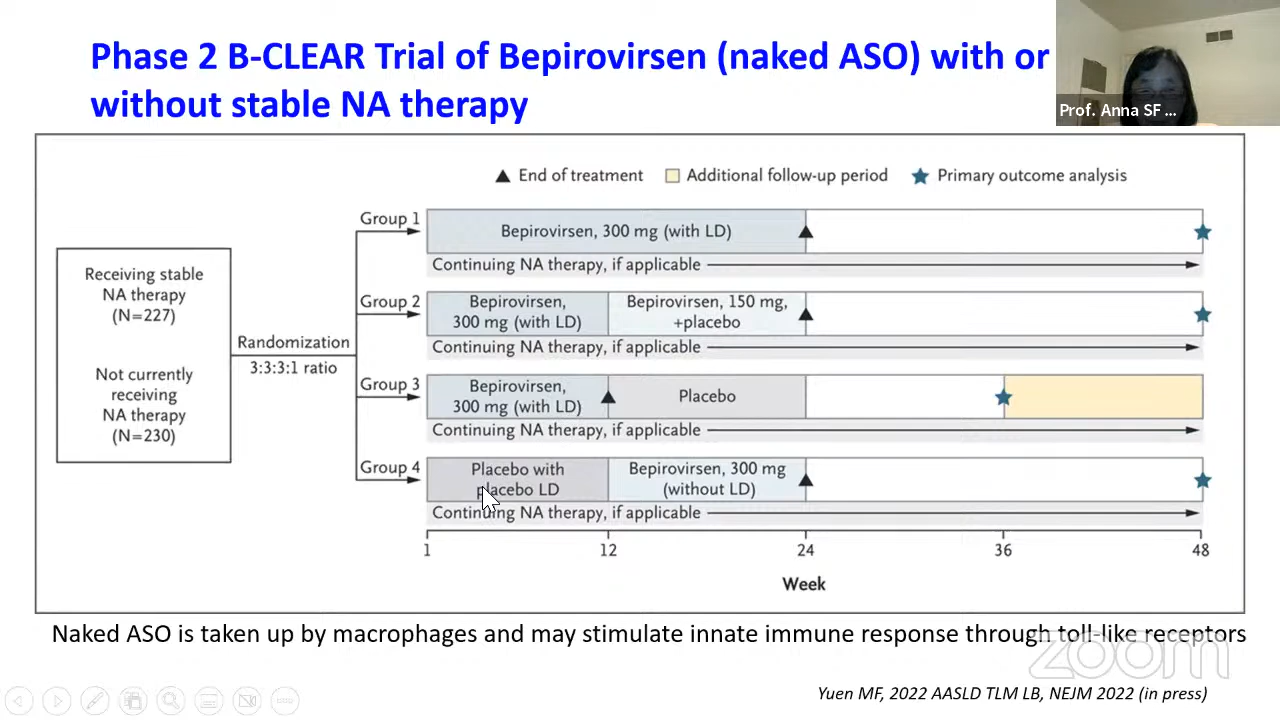 Phase 2 B-CLEAR Trial of Bepirovirsen (naked ASO) with or
without stable NA therapy
Prof. Anna SF ...
End of treatment
Additional follow-up period
Primary outcome analysis
Receiving stable
NA therapy
(N=227)
Not currently
receiving
NA therapy
(N=230)
Randomization
3:3:3:1 ratio
Group 1
Bepirovirsen, 300 mg (with LD)
Continuing NA therapy, if applicable
Group 2
Bepirovirsen,
300 mg (with LD)
Bepirovirsen, 150 mg,
+placebo
Continuing NA therapy, if applicable
Group 3
Bepirovirsen,
300 mg (with LD)
Placebo
Continuing NA therapy, if applicable
Group 4
Placebo with
placebo LD
Bepirovirsen, 300 mg
(without LD)
Continuing NA therapy, if applicable
1 12 24 36 48
Week
Naked ASO is taken up by macrophages and may stimulate innate immune response through toll-like receptors
zoom
Yuen MF, 2022 AASLD TLM LB, NEJM 2022 (in press)